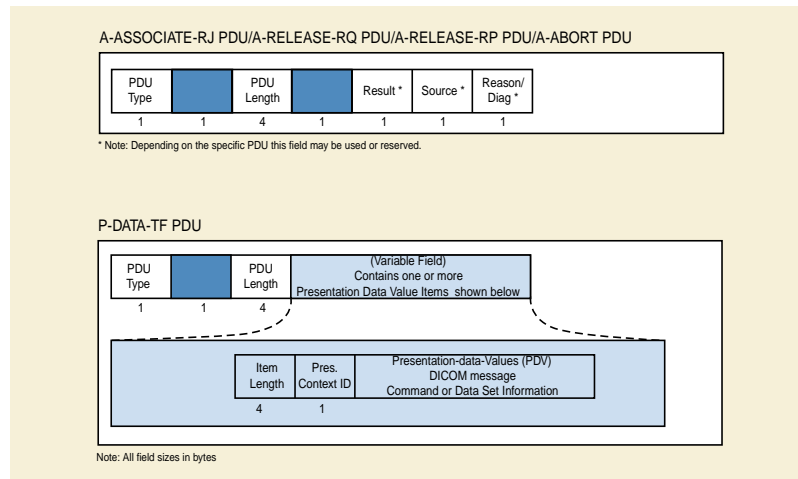 A-ASSOCIATE-RJ PDU/A-RELEASE-RQ PDU/A-RELEASE-RP PDU/A-ABORT PDU
PDU Type
PDU Length
Result *
Source *
Reason/ Diag *
1 1 4 1 1 1 1
* Note: Depending on the specific PDU this field may be used or reserved.
P-DATA-TF PDU
PDU Type
PDU Length
(Variable Field)
Contains one or more
Presentation Data Value Items shown below
1 1 4
Item Length
Pres. Context ID
Presentation-data-Values (PDV)
DICOM message
Command or Data Set Information
4 1
Note: All field sizes in bytes